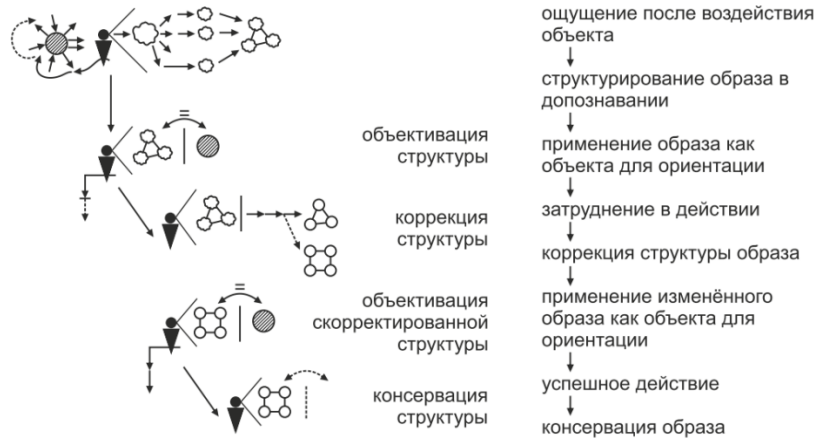 ощущение после воздействия
объекта
структурирование образа в
допознавании
объективация
структуры
применение образа как
объекта для ориентации
коррекция
структуры
затруднение в действии
коррекция структуры образа
объективация
скорректированной
структуры
применение изменённого
образа как объекта для
ориентации
консервация
структуры
успешное действие
консервация образа